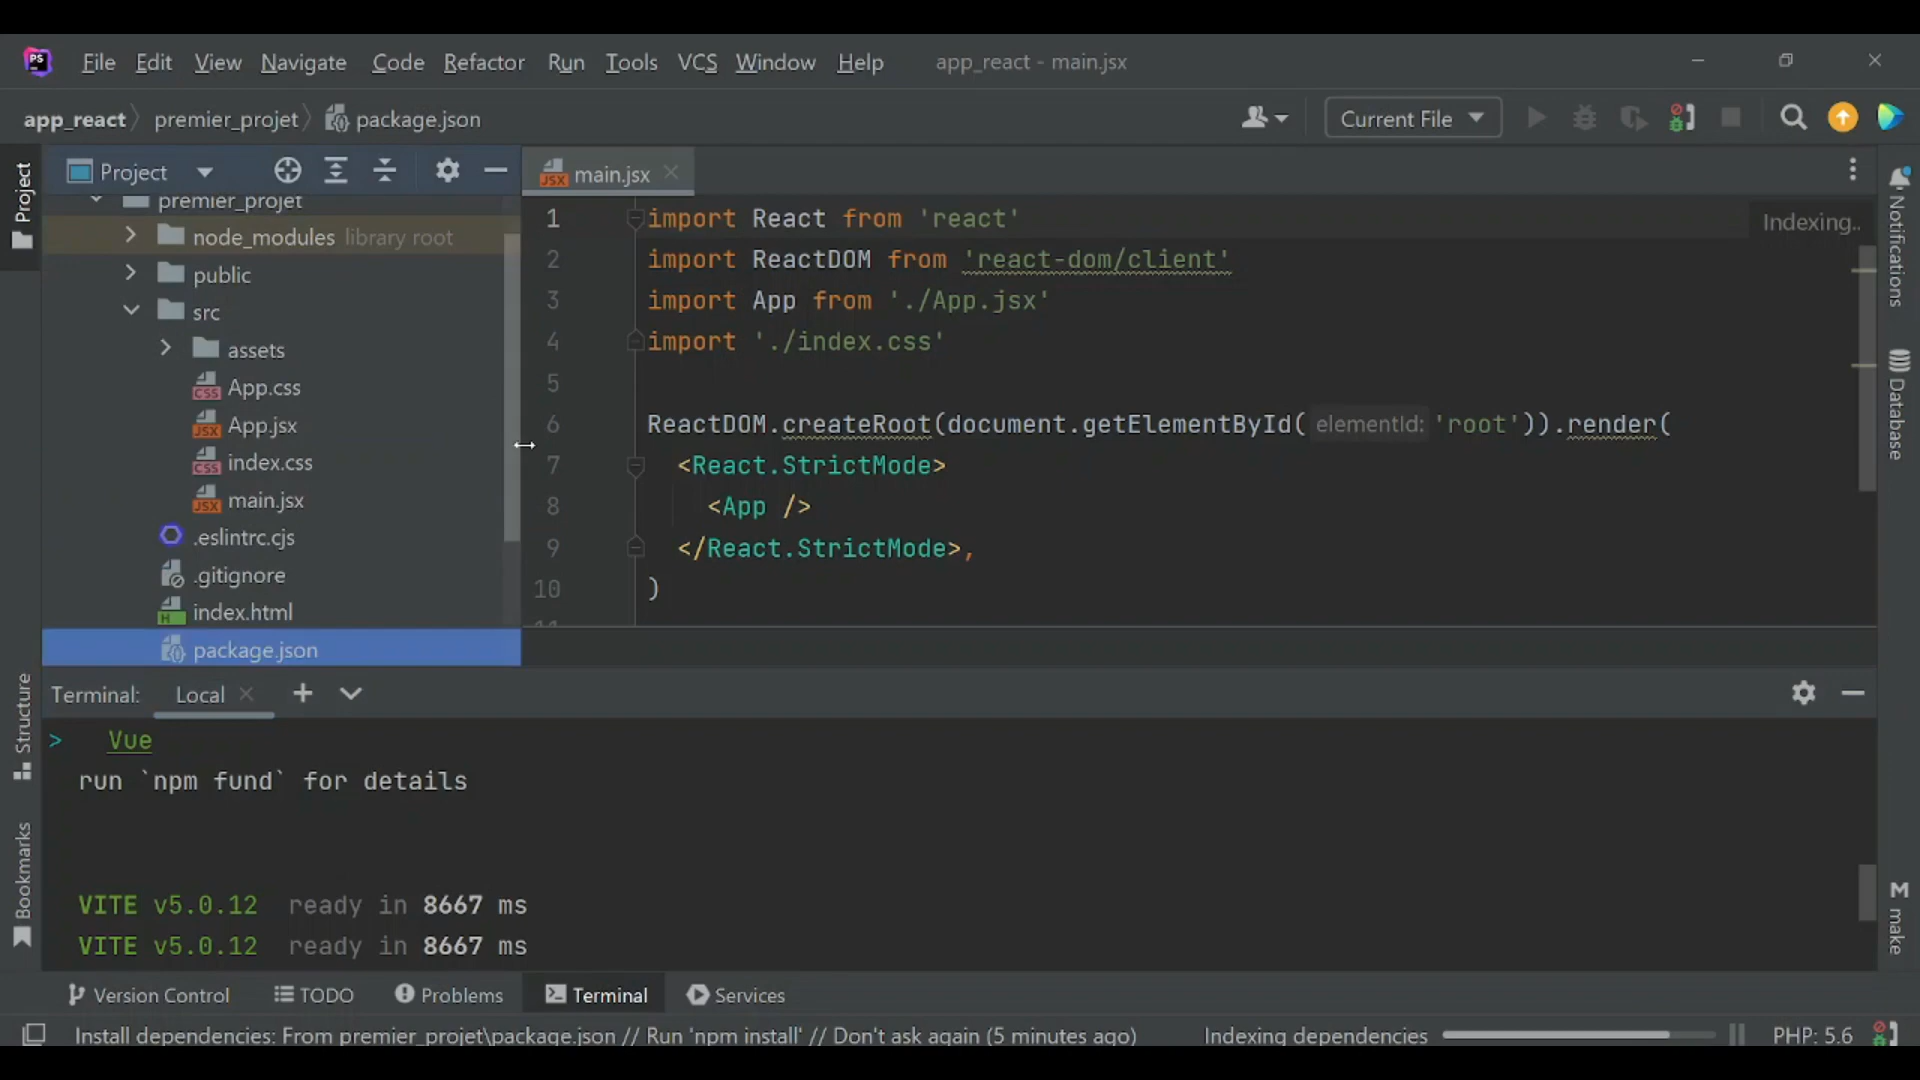 PS File Edit View Navigate Code Refactor Run Tools VCS Window Help app_react - main.jsx
app_react premier_projet package.json Current File
Project
Project main.jsx
premier_projet
node_modules library root
public
src
assets
App.css
App.jsx
index.css
main.jsx
.eslintrc.cjs
.gitignore
index.html
package.json
1 import React from 'react'
2 import ReactDOM from 'react-dom/client'
3 import App from './App.jsx'
4 import './index.css'
5
6 ReactDOM.createRoot(document.getElementById( elementId: 'root')).render(
7 <React.StrictMode>
8 <App />
9 </React.StrictMode>,
10 )
Indexing..
Notifications
Database
make
Structure
Bookmarks
Terminal: Local
> Vue
run `npm fund` for details
VITE v5.0.12 ready in 8667 ms
VITE v5.0.12 ready in 8667 ms
Version Control TODO Problems Terminal Services
Install dependencies: From premier_projet\package.json // Run 'npm install' // Don't ask again (5 minutes ago) Indexing dependencies PHP: 5.6